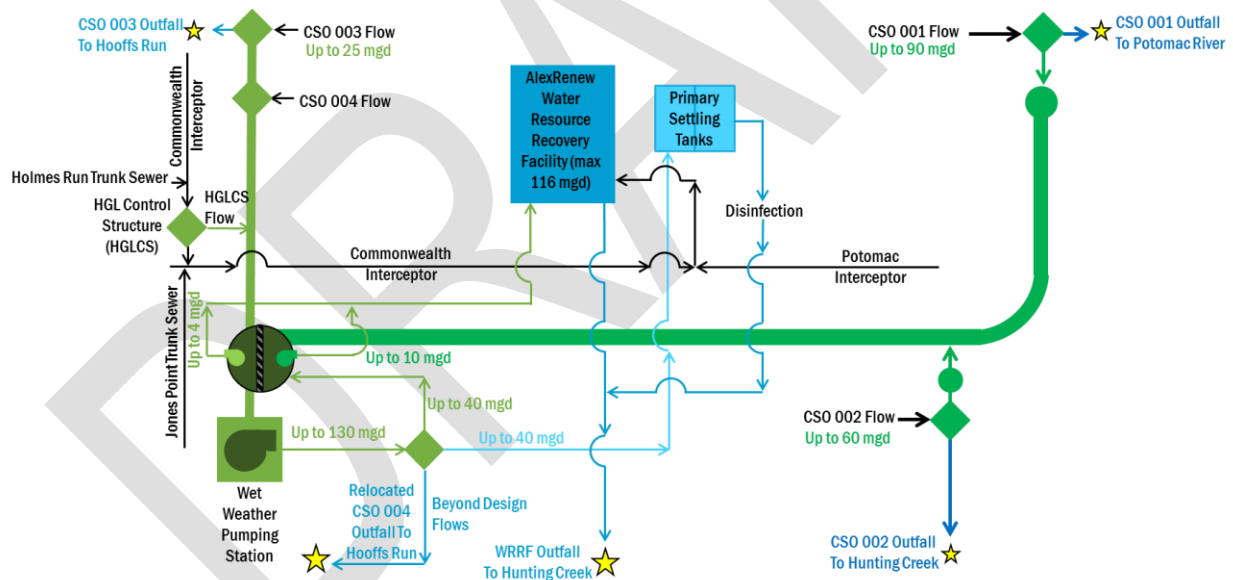 CSO 003 Outfall
To Hooffs Run
CSO 003 Flow
Up to 25 mgd
CSO 004 Flow
Commonwealth
Interceptor
Holmes Run Trunk Sewer
HGL Control
Structure
(HGLCS)
HGLCS
Flow
AlexRenew
Water
Resource
Recovery
Facility (max
116 mgd)
Primary
Settling
Tanks
Disinfection
CSO 001 Flow
Up to 90 mgd
CSO 001 Outfall
To Potomac River
Commonwealth
Interceptor
Potomac
Interceptor
Jones Point Trunk Sewer
Up to 4 mgd
Up to 10 mgd
Up to 40 mgd
Up to 130 mgd
Up to 40 mgd
CSO 002 Flow
Up to 60 mgd
Wet
Weather
Pumping
Station
Relocated
CSO 004
Outfall To
Hooffs Run
Beyond Design
Flows
WRRF Outfall
To Hunting Creek
CSO 002 Outfall
To Hunting Creek
DRAF